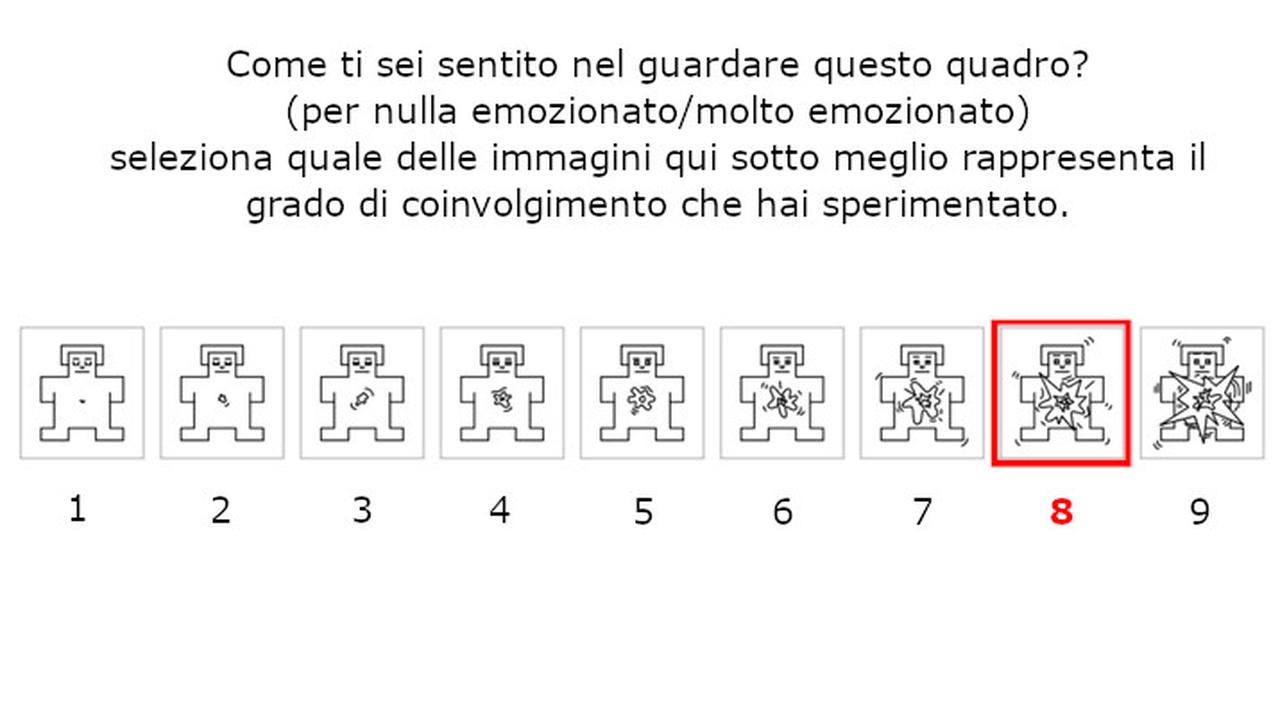 Come ti sei sentito nel guardare questo quadro?
(per nulla emozionato/molto emozionato)
seleziona quale delle immagini qui sotto meglio rappresenta il
grado di coinvolgimento che hai sperimentato.
1 2 3 4 5 6 7 8 9